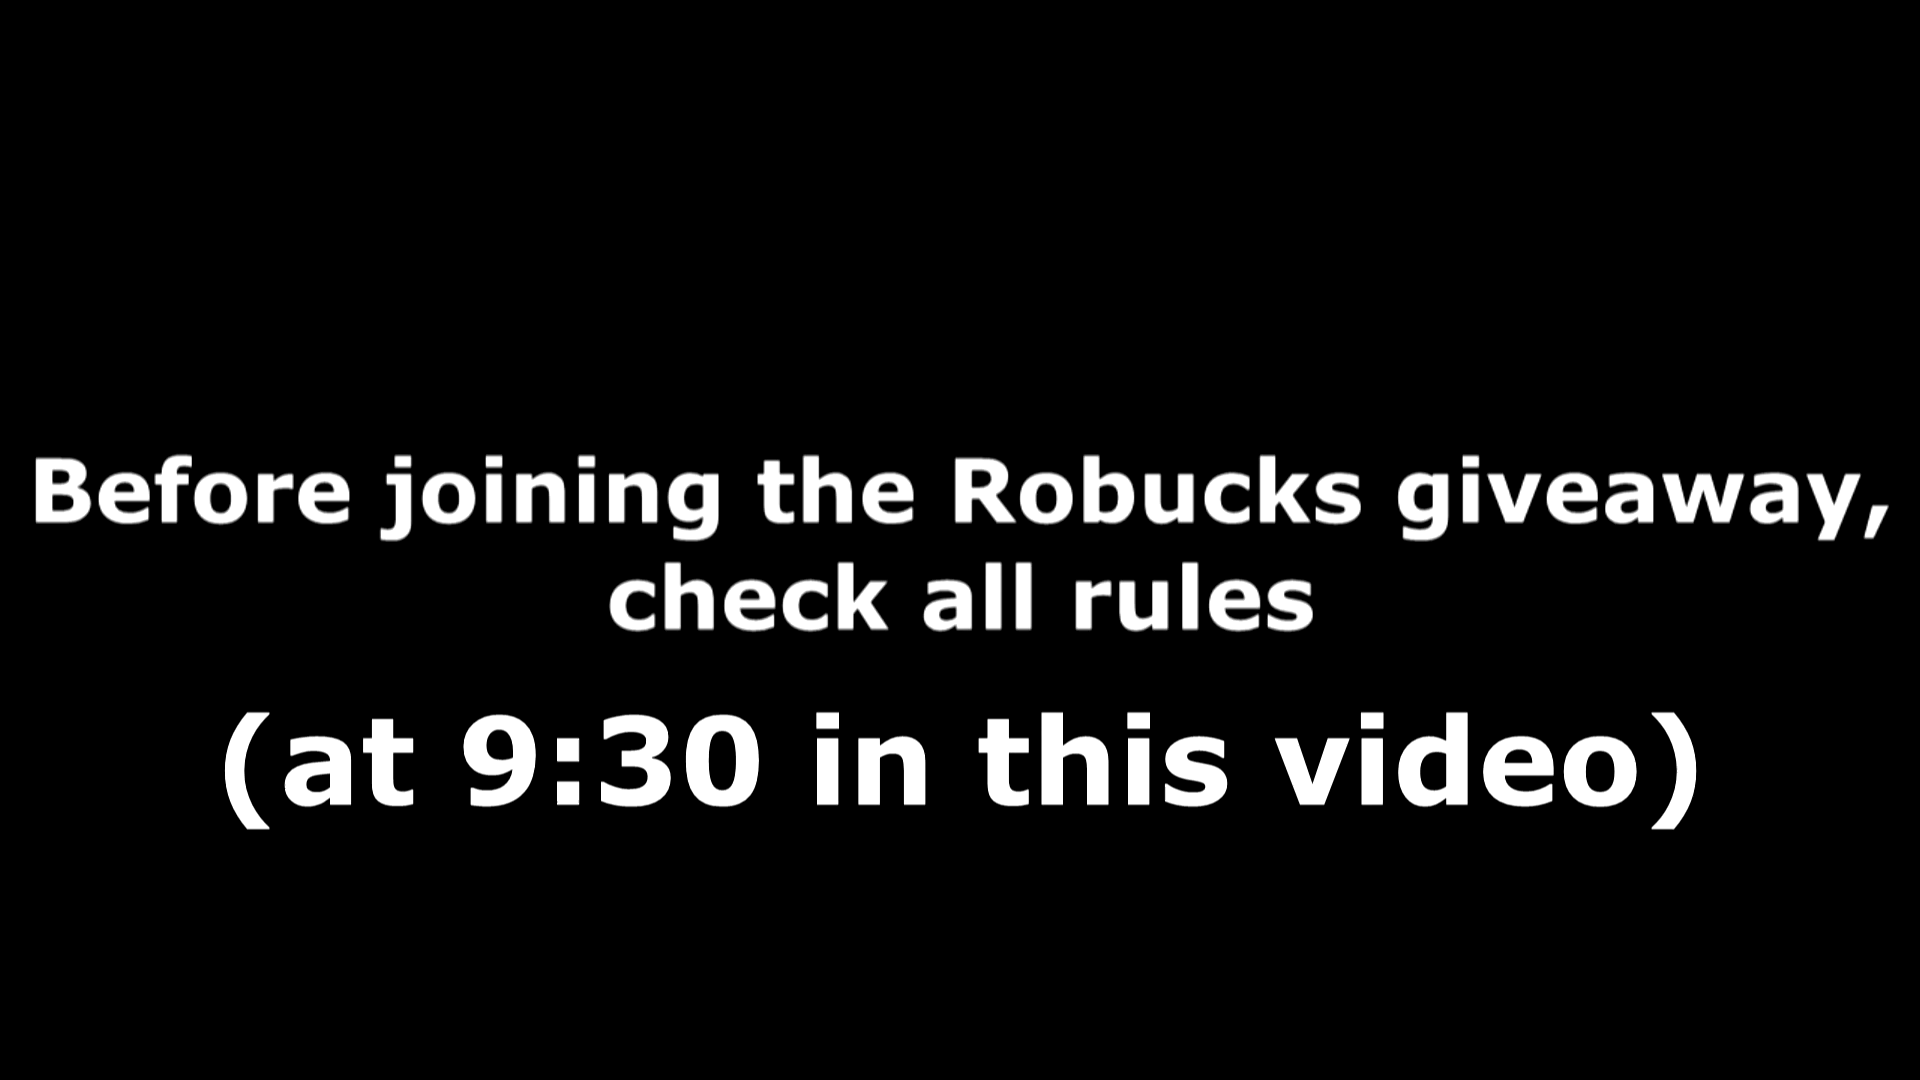 Before joining the Robucks giveaway,
check all rules
(at 9:30 in this video)